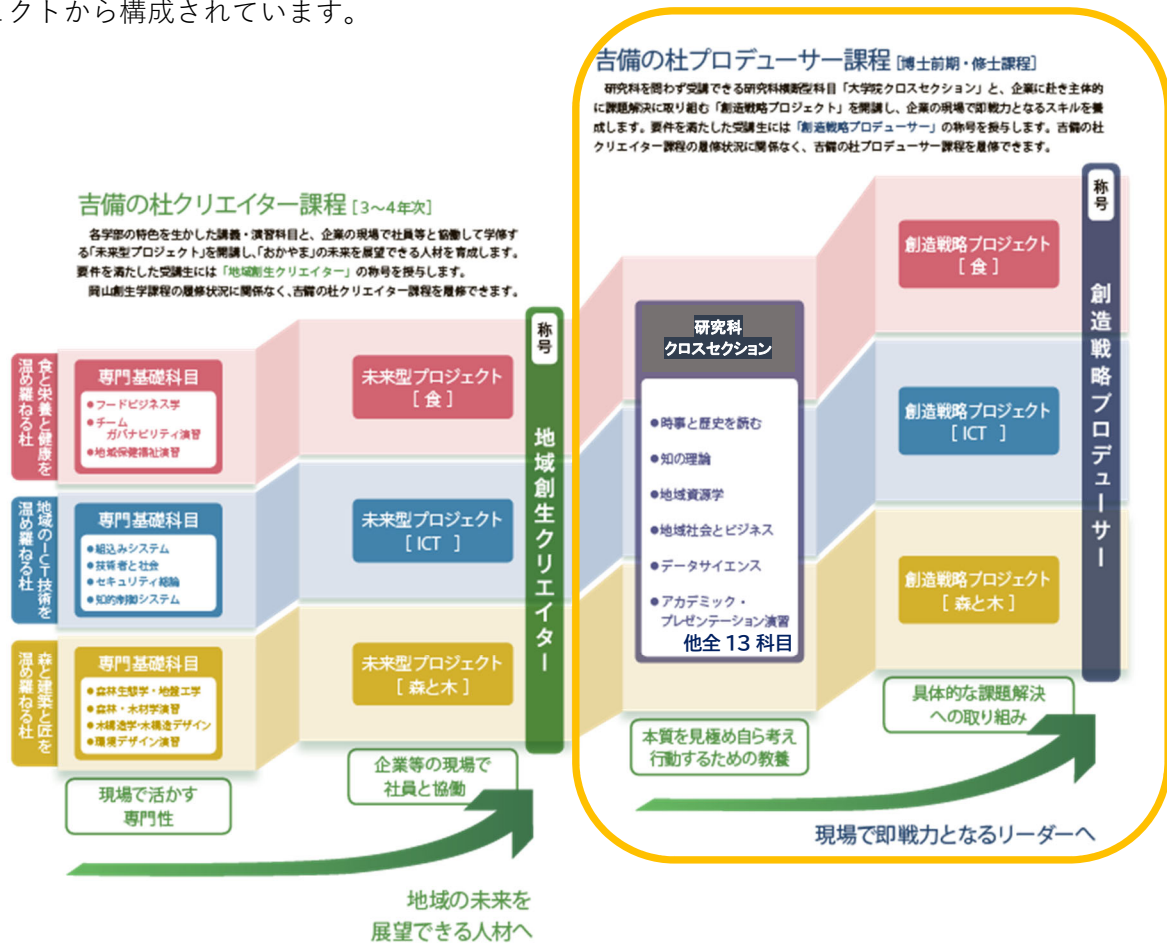 ェクトから構成されています。
吉備の杜プロデューサー課程 [博士前期・修士課程]
研究科を問わず受講できる研究科横断型科目「大学院クロスセクション」と、企業に赴き主体的
に課題解決に取り組む「創造戦略プロジェクト」を開講し、企業の現場で即戦力となるスキルを養
成します。要件を満たした受講生には「創造戦略プロデューサー」の称号を授与します。吉備の杜
クリエイター課程の履修状況に関係なく、吉備の杜プロデューサー課程を履修できます。
吉備の杜クリエイター課程 [3～4年次]
各学部の特色を生かした講義・演習科目と、企業の現場で社員等と協働して学修す
る「未来型プロジェクト」を開講し、「おかやま」の未来を展望できる人材を育成します。
要件を満たした受講生には「地域創生クリエイター」の称号を授与します。
岡山創生学課程の履修状況に関係なく、吉備の杜クリエイター課程を履修できます。
食と栄養と健康を
温め羅ねる杜
専門基礎科目
●フードビジネス学
●チーム
ガバナビリティ演習
●地域保健福祉演習
未来型プロジェクト
[ 食 ]
地域のICT技術を
温め羅ねる杜
専門基礎科目
●組込みシステム
●技術者と社会
●セキュリティ総論
●知的制御システム
未来型プロジェクト
[ ICT ]
森と建築と匠を
温め羅ねる杜
専門基礎科目
●森林生態学・地盤工学
●森林・木材学演習
●木構造学・木構造デザイン
●環境デザイン演習
未来型プロジェクト
[ 森と木 ]
称号
地域創生クリエイター
現場で活かす
専門性
企業等の現場で
社員と協働
地域の未来を
展望できる人材へ
研究科
クロスセクション
●時事と歴史を読む
●知の理論
●地域資源学
●地域社会とビジネス
●データサイエンス
●アカデミック・
プレゼンテーション演習
他全 13 科目
創造戦略プロジェクト
[ 食 ]
創造戦略プロジェクト
[ ICT ]
創造戦略プロジェクト
[ 森と木 ]
称号
創造戦略プロデューサー
本質を見極め自ら考え
行動するための教養
具体的な課題解決
への取り組み
現場で即戦力となるリーダーへ